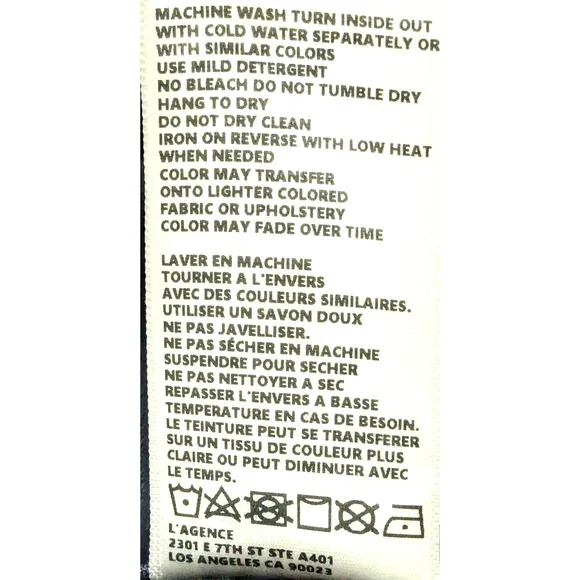 MACHINE WASH TURN INSIDE OUT
WITH COLD WATER SEPARATELY OR
WITH SIMILAR COLORS
USE MILD DETERGENT
NO BLEACH DO NOT TUMBLE DRY
HANG TO DRY
DO NOT DRY CLEAN
IRON ON REVERSE WITH LOW HEAT
WHEN NEEDED
COLOR MAY TRANSFER
ONTO LIGHTER COLORED
FABRIC OR UPHOLSTERY
COLOR MAY FADE OVER TIME
LAVER EN MACHINE
TOURNER A L'ENVERS
AVEC DES COULEURS SIMILAIRES.
UTILISER UN SAVON DOUX
NE PAS JAVELLISER.
NE PAS SÉCHER EN MACHINE
SUSPENDRE POUR SECHER
NE PAS NETTOYER A SEC
REPASSER L'ENVERS A BASSE
TEMPERATURE EN CAS DE BESOIN.
LE TEINTURE PEUT SE TRANSFERER
SUR UN TISSU DE COULEUR PLUS
CLAIRE OU PEUT DIMINUER AVEC
LE TEMPS.
L'AGENCE
2301 E 7TH ST STE A401
LOS ANGELES CA 90023